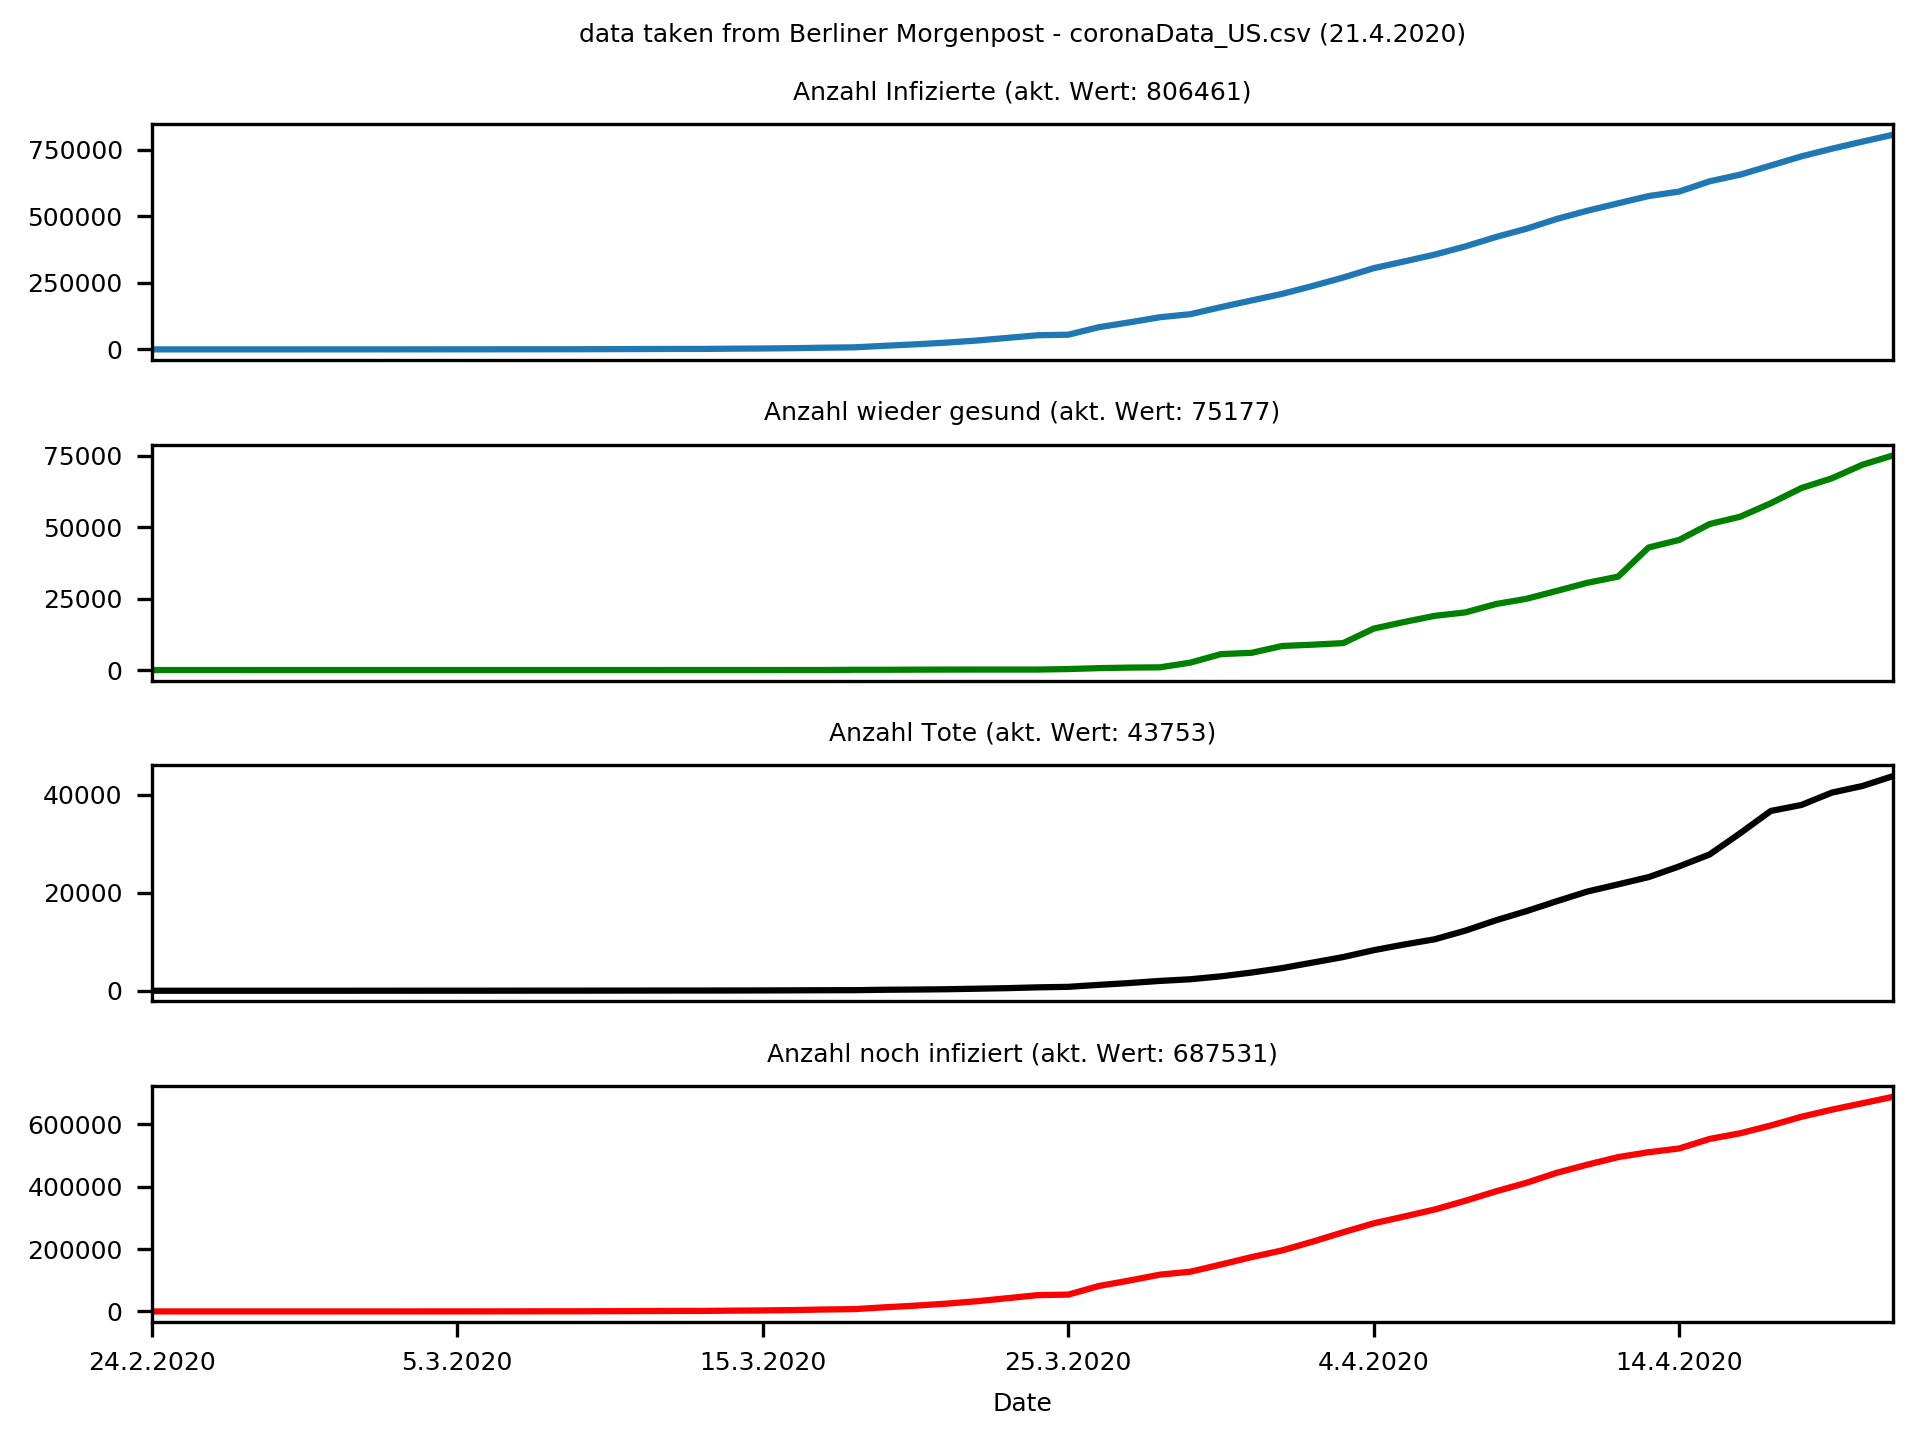 data taken from Berliner Morgenpost - coronaData_US.csv (21.4.2020)
Anzahl Infizierte (akt. Wert: 806461)
750000
500000
250000
0
Anzahl wieder gesund (akt. Wert: 75177)
75000
50000
25000
0
Anzahl Tote (akt. Wert: 43753)
40000
20000
0
Anzahl noch infiziert (akt. Wert: 687531)
600000
400000
200000
0
24.2.2020 5.3.2020 15.3.2020 25.3.2020 4.4.2020 14.4.2020
Date